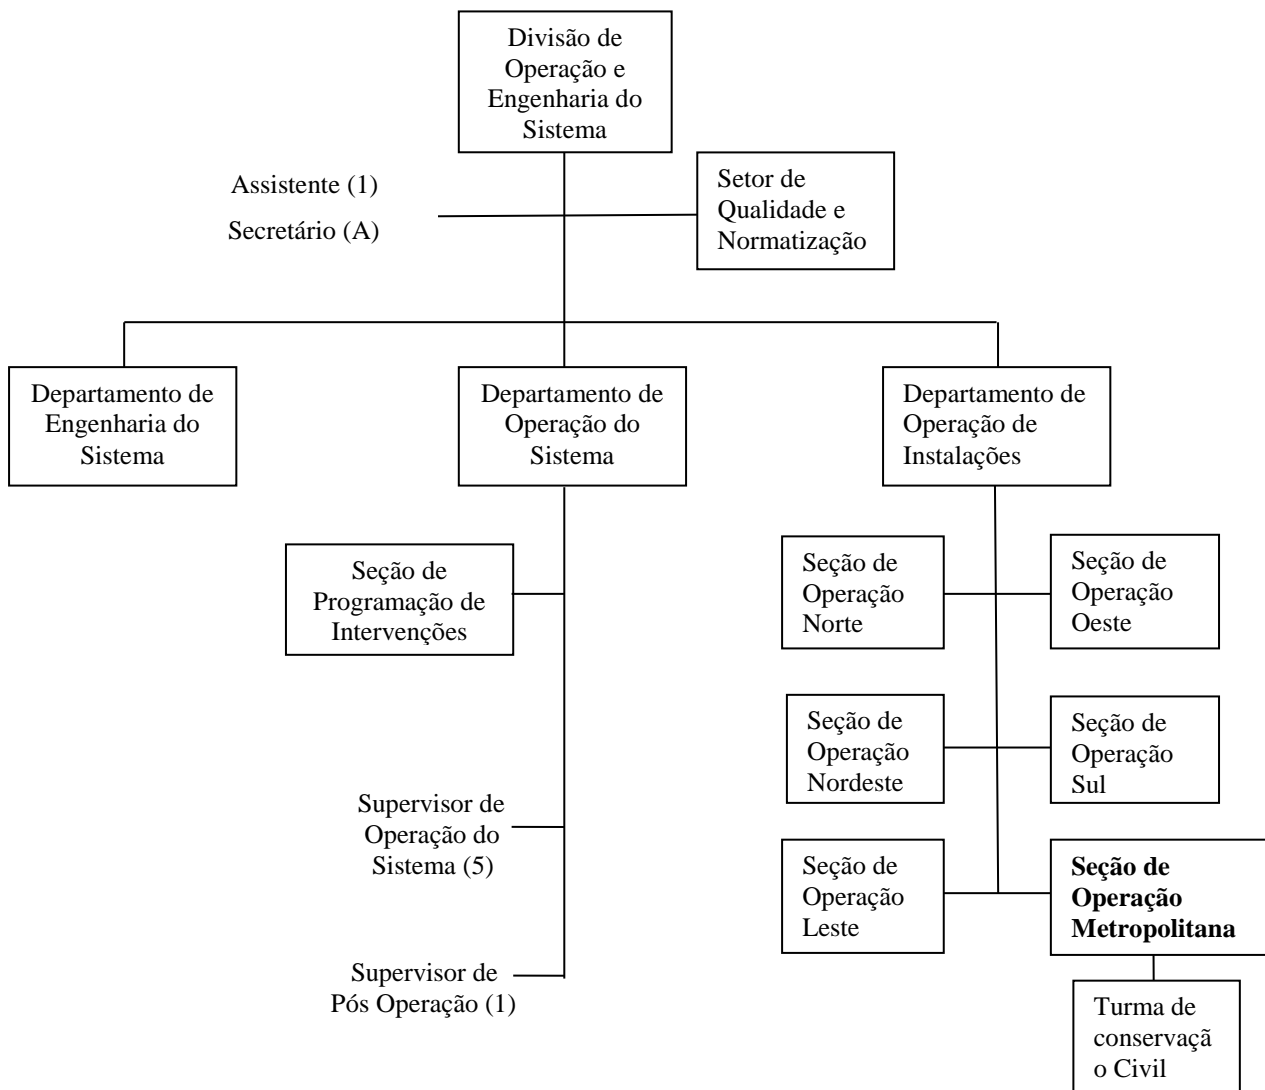 Divisão de
Operação e
Engenharia do
Sistema
Assistente (1)
Secretário (A)
Setor de
Qualidade e
Normatização
Departamento de
Engenharia do
Sistema
Departamento de
Operação do
Sistema
Departamento de
Operação de
Instalações
Seção de
Programação de
Intervenções
Supervisor de
Operação do
Sistema (5)
Supervisor de
Pós Operação (1)
Seção de
Operação
Norte
Seção de
Operação
Oeste
Seção de
Operação
Nordeste
Seção de
Operação
Sul
Seção de
Operação
Leste
Seção de
Operação
Metropolitana
Turma de
conservaçã
o Civil